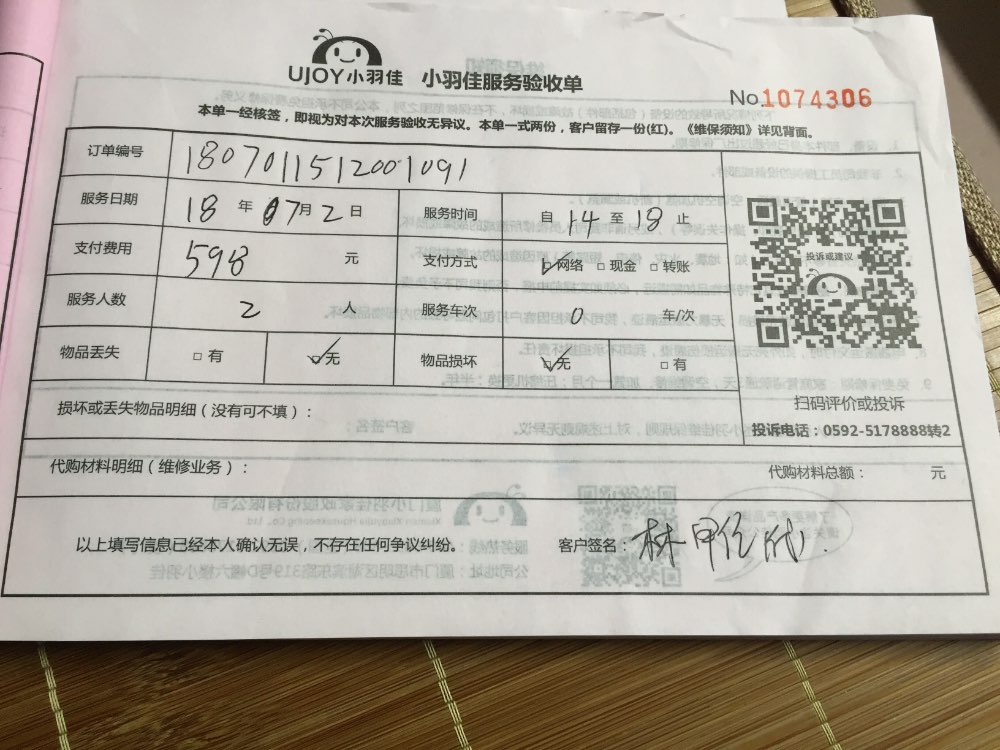 UJOY小羽佳 小羽佳服务验收单
No.1074306
本单一经核签，即视为对本次服务验收无异议。本单一式两份，客户留存一份(红)。《维保须知》详见背面。
订单编号 1807011512001091
服务日期 18 年 07月 2 日 服务时间 自 14 至 18 止
支付费用 598 元 支付方式 ☑网络 □现金 □转账
服务人数 2 人 服务车次 0 车/次
物品丢失 □有 ☑无 物品损坏 ☑无 □有
投诉或建议
扫码评价或投诉
投诉电话：0592-5178888转2
损坏或丢失物品明细（没有可不填）：
代购材料明细（维修业务）： 代购材料总额： 元
以上填写信息已经本人确认无误，不存在任何争议纠纷。 客户签名：林甲